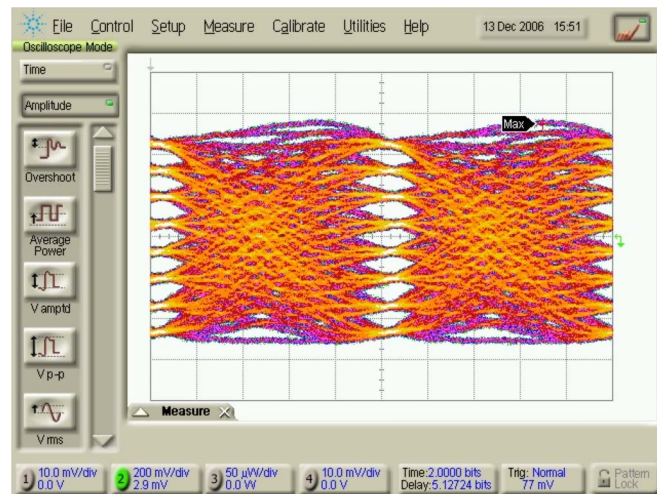 File Control Setup Measure Calibrate Utilities Help 13 Dec 2006 15:51
Oscilloscope Mode
Time
Amplitude
Max
Overshoot
Average
Power
V amptd
V p-p
V rms
Measure
1 10.0 mV/div
0.0 V
2 200 mV/div
2.9 mV
3 50 µW/div
0.0 W
4 10.0 mV/div
0.0 V
Time:2.0000 bits
Delay:5.12724 bits
Trig: Normal
77 mV
Pattern
Lock